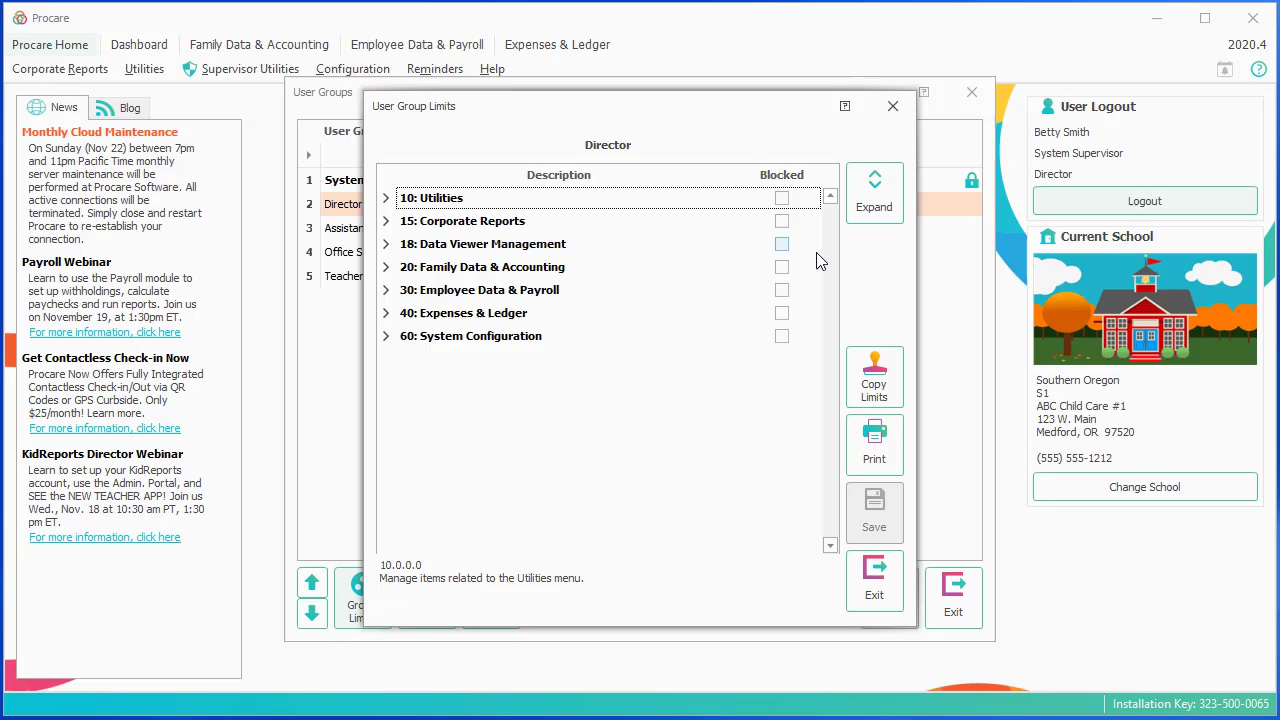 Procare
Procare Home Dashboard Family Data & Accounting Employee Data & Payroll Expenses & Ledger 2020.4
Corporate Reports Utilities Supervisor Utilities Configuration Reminders Help
News Blog
Monthly Cloud Maintenance
On Sunday (Nov 22) between 7pm
and 11pm Pacific Time monthly
server maintenance will be
performed at Procare Software. All
active connections will be
terminated. Simply close and restart
Procare to re-establish your
connection.
Payroll Webinar
Learn to use the Payroll module to
set up withholdings, calculate
paychecks and run reports. Join us
on November 19, at 1:30pm ET.
For more information, click here
Get Contactless Check-in Now
Procare Now Offers Fully Integrated
Contactless Check-in/Out via QR
Codes or GPS Curbside. Only
$25/month! Learn more.
For more information, click here
KidReports Director Webinar
Learn to set up your KidReports
account, use the Admin. Portal, and
SEE the NEW TEACHER APP! Join us
Wed., Nov. 18 at 10:30 am PT, 1:30
pm ET.
For more information, click here
User Groups
User Gr
1 System
2 Director
3 Assistan
4 Office S
5 Teache
Gro
Lim
Exit
User Group Limits
Director
Description Blocked
10: Utilities
15: Corporate Reports
18: Data Viewer Management
20: Family Data & Accounting
30: Employee Data & Payroll
40: Expenses & Ledger
60: System Configuration
10.0.0.0
Manage items related to the Utilities menu.
Expand
Copy
Limits
Print
Save
Exit
User Logout
Betty Smith
System Supervisor
Director
Logout
Current School
Southern Oregon
S1
ABC Child Care #1
123 W. Main
Medford, OR 97520
(555) 555-1212
Change School
Installation Key: 323-500-0065